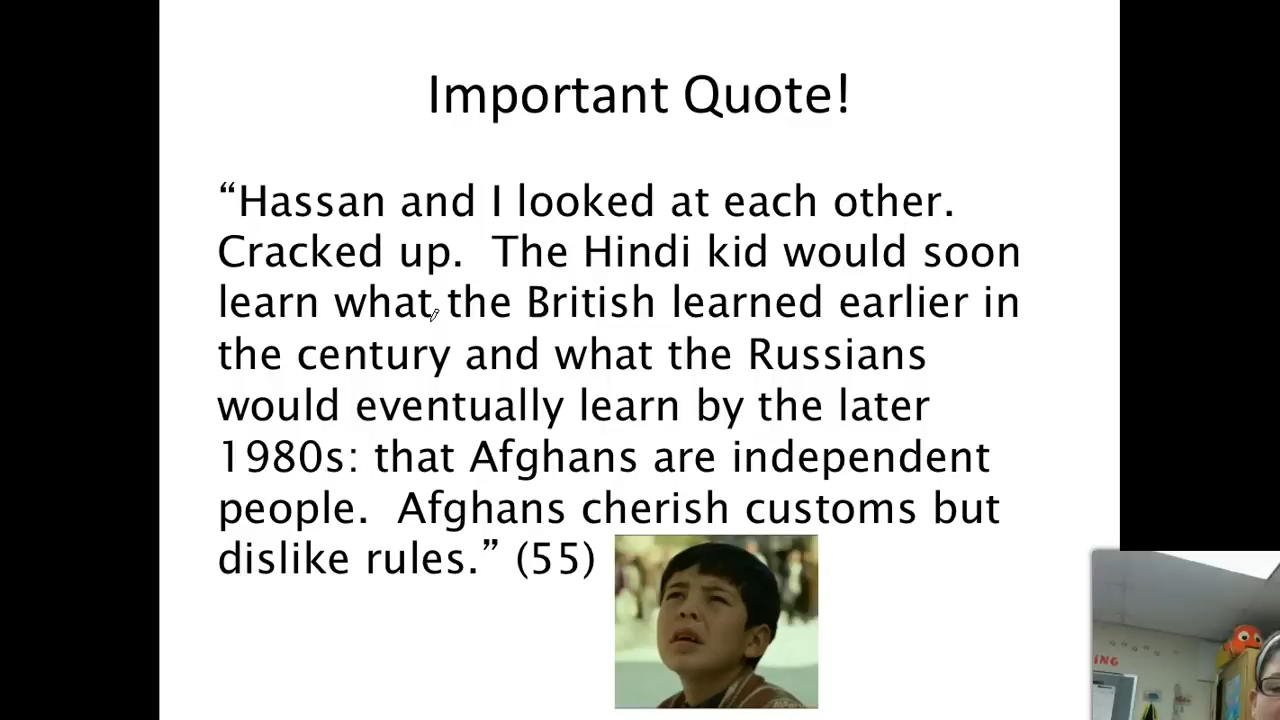 Important Quote!
“Hassan and I looked at each other.
Cracked up.  The Hindi kid would soon
learn what the British learned earlier in
the century and what the Russians
would eventually learn by the later
1980s: that Afghans are independent
people.  Afghans cherish customs but
dislike rules.” (55)
ING